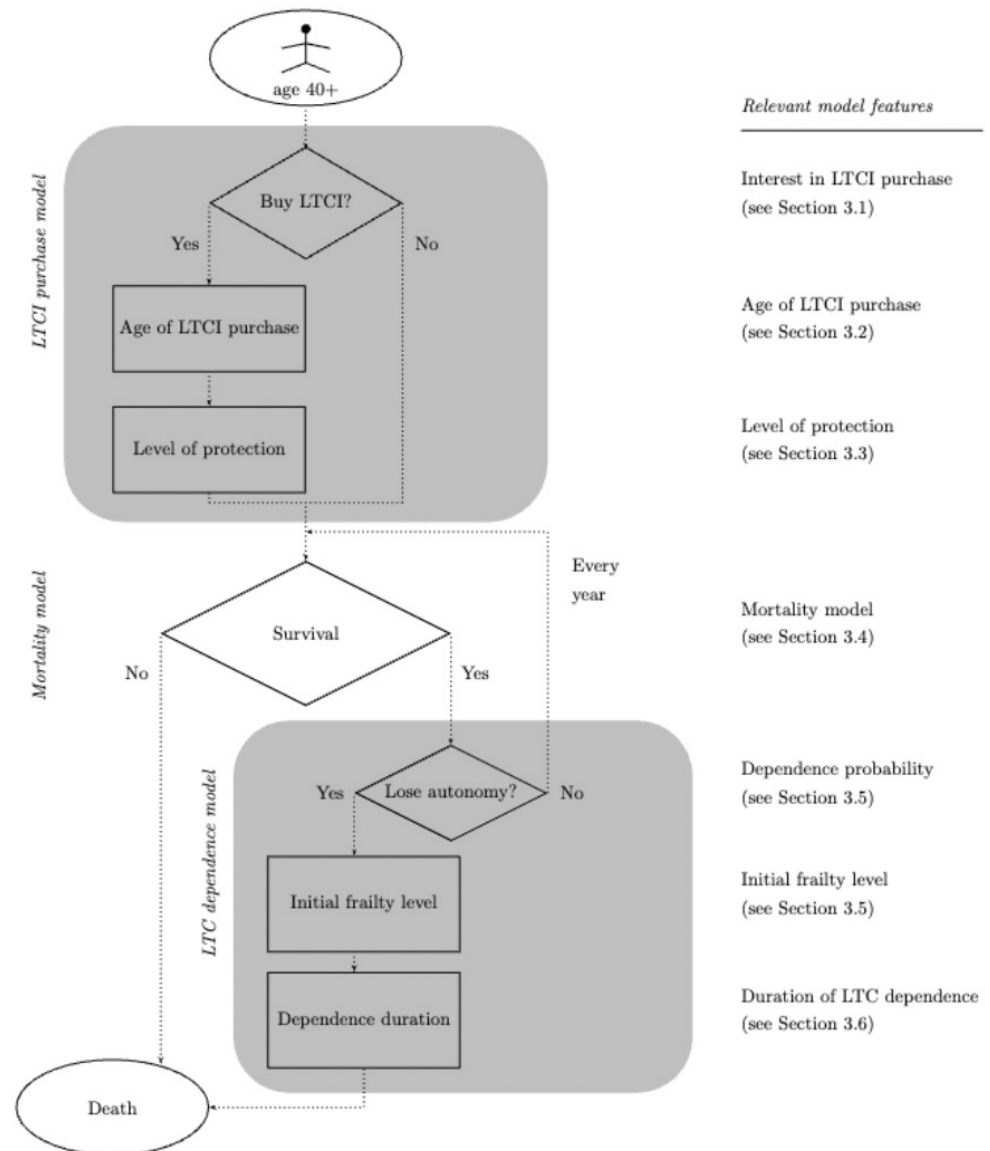 age 40+
Relevant model features
LTCI purchase model
Buy LTCI?
Yes
No
Interest in LTCI purchase
(see Section 3.1)
Age of LTCI purchase
Age of LTCI purchase
(see Section 3.2)
Level of protection
Level of protection
(see Section 3.3)
Every
year
Mortality model
Survival
No
Yes
Mortality model
(see Section 3.4)
LTC dependence model
Yes
Lose autonomy?
No
Dependence probability
(see Section 3.5)
Initial frailty level
Initial frailty level
(see Section 3.5)
Dependence duration
Duration of LTC dependence
(see Section 3.6)
Death